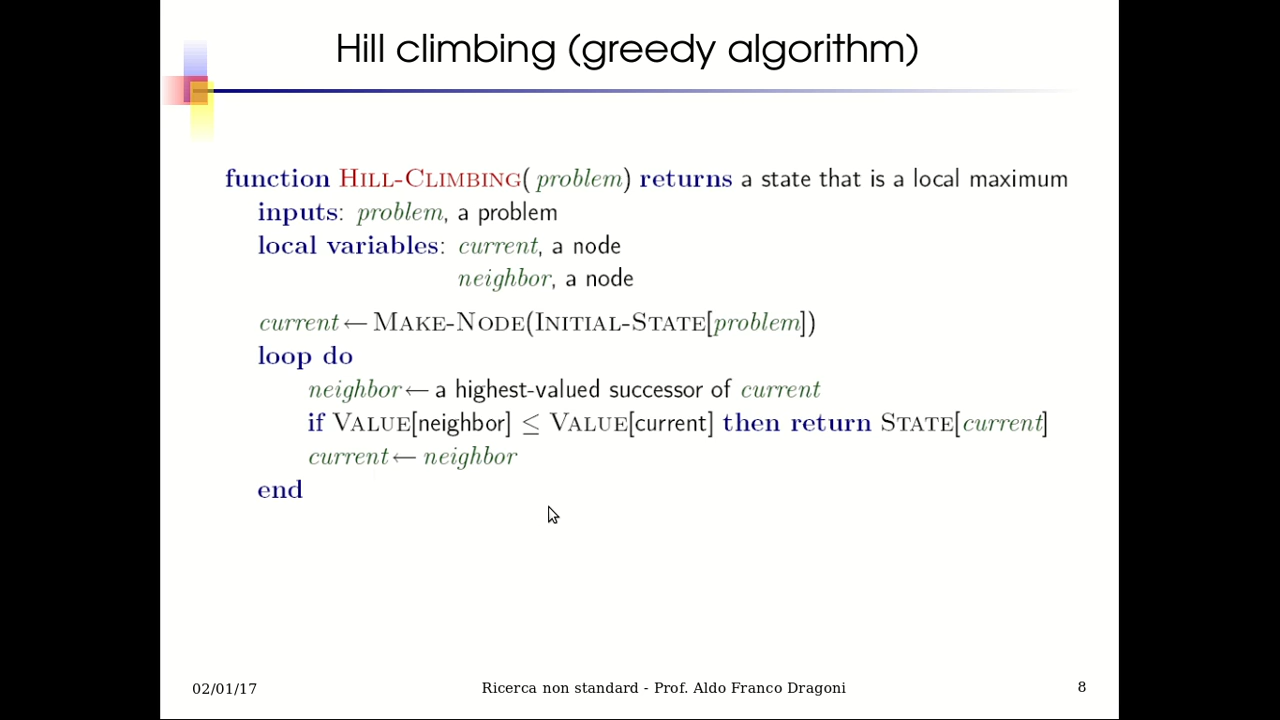 Hill climbing (greedy algorithm)
function HILL-CLIMBING( problem) returns a state that is a local maximum
inputs: problem, a problem
local variables: current, a node
neighbor, a node
current ← MAKE-NODE(INITIAL-STATE[problem])
loop do
neighbor ← a highest-valued successor of current
if VALUE[neighbor] ≤ VALUE[current] then return STATE[current]
current ← neighbor
end
02/01/17
Ricerca non standard - Prof. Aldo Franco Dragoni
8